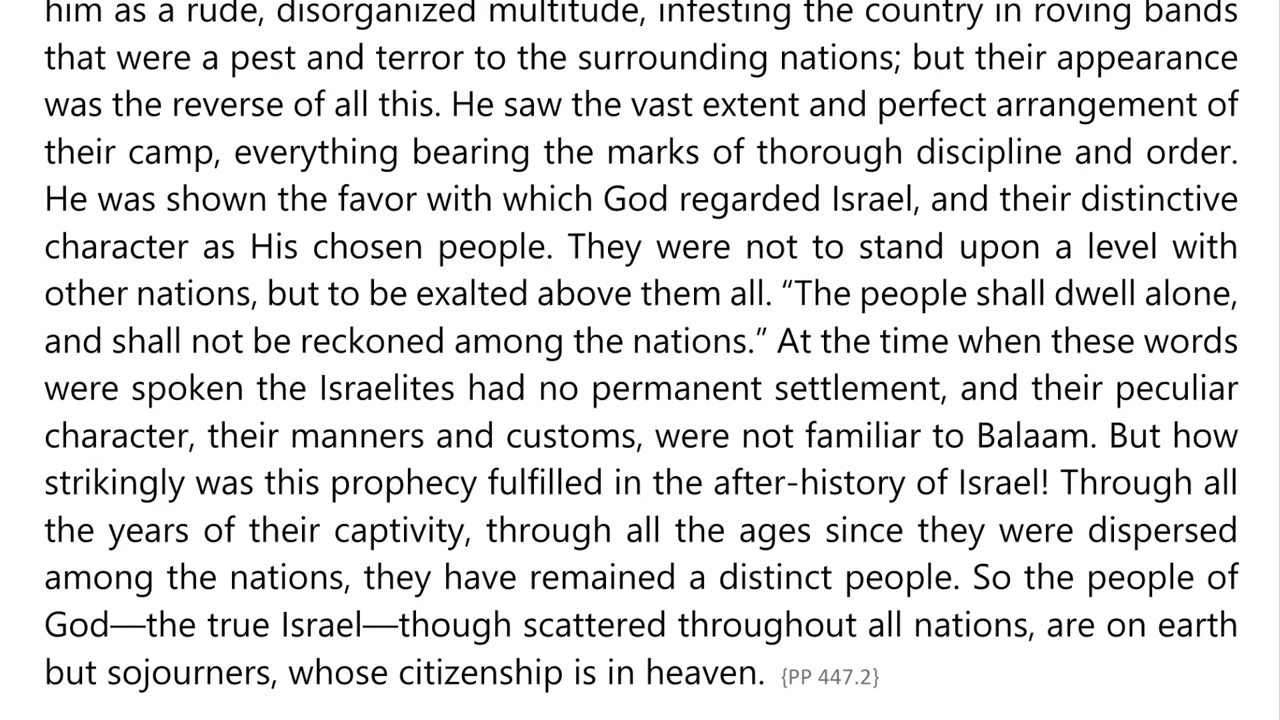 him as a rude, disorganized multitude, infesting the country in roving bands
that were a pest and terror to the surrounding nations; but their appearance
was the reverse of all this. He saw the vast extent and perfect arrangement of
their camp, everything bearing the marks of thorough discipline and order.
He was shown the favor with which God regarded Israel, and their distinctive
character as His chosen people. They were not to stand upon a level with
other nations, but to be exalted above them all. “The people shall dwell alone,
and shall not be reckoned among the nations.” At the time when these words
were spoken the Israelites had no permanent settlement, and their peculiar
character, their manners and customs, were not familiar to Balaam. But how
strikingly was this prophecy fulfilled in the after-history of Israel! Through all
the years of their captivity, through all the ages since they were dispersed
among the nations, they have remained a distinct people. So the people of
God—the true Israel—though scattered throughout all nations, are on earth
but sojourners, whose citizenship is in heaven. {PP 447.2}